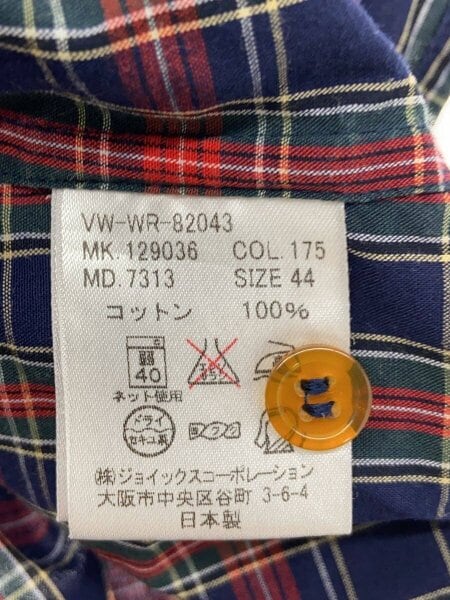 VW-WR-82043
MK. 129036 COL. 175
MD. 7313 SIZE 44
コットン 100%
弱
40
ネット使用
ドライ
セキユ系
(株)ジョイックスコーポレーション
大阪市中央区谷町 3-6-4
日本製